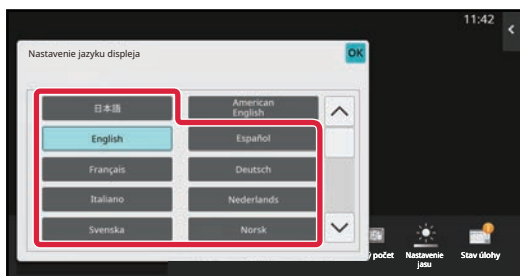 11:42
Nastavenie jazyku displeja
OK
日本語
American
English
English
Español
Français
Deutsch
Italiano
Nederlands
Svenska
Norsk
počet
Nastavenie
jasu
Stav úlohy